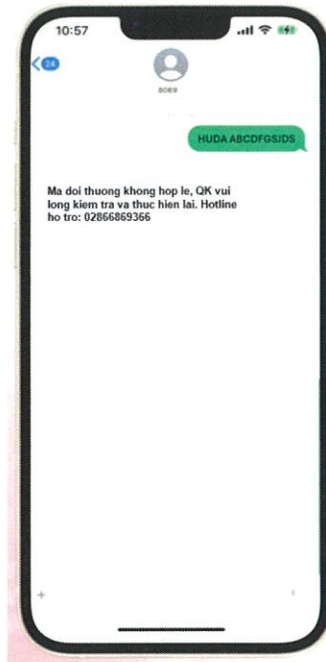 10:57
24
8069
HUDA ABCDFGSJDS
Ma doi thuong khong hop le, QK vui
long kiem tra va thuc hien lai. Hotline
ho tro: 02866869366
+